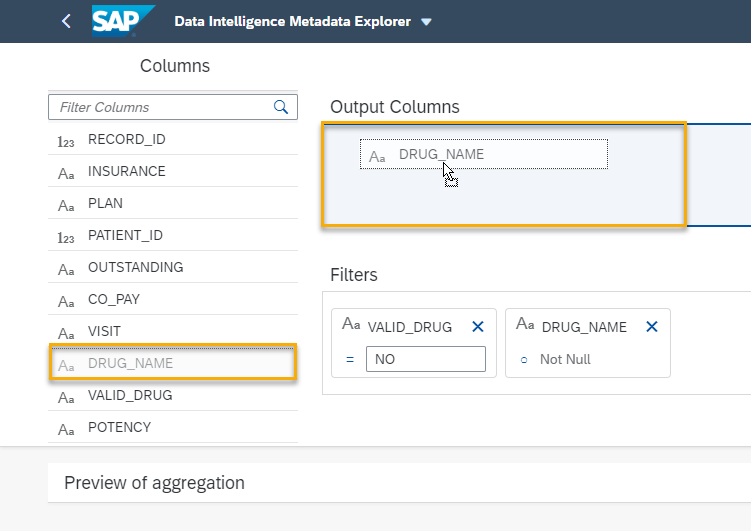 SAP Data Intelligence Metadata Explorer
Columns
Filter Columns
123 RECORD_ID
Aa INSURANCE
Aa PLAN
123 PATIENT_ID
Aa OUTSTANDING
Aa CO_PAY
Aa VISIT
Aa DRUG_NAME
Aa VALID_DRUG
Aa POTENCY
Output Columns
Aa DRUG_NAME
Filters
Aa VALID_DRUG
= NO
Aa DRUG_NAME
Not Null
Preview of aggregation